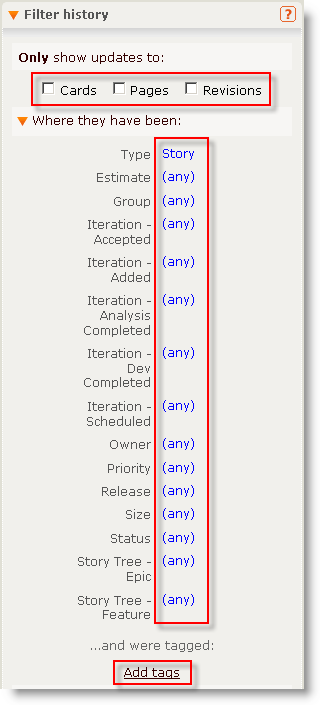 Filter history ?
Only show updates to:
Cards Pages Revisions
Where they have been:
Type Story
Estimate (any)
Group (any)
Iteration - (any)
Accepted
Iteration - (any)
Added
Iteration - (any)
Analysis
Completed
Iteration - (any)
Dev
Completed
Iteration - (any)
Scheduled
Owner (any)
Priority (any)
Release (any)
Size (any)
Status (any)
Story Tree - (any)
Epic
Story Tree - (any)
Feature
...and were tagged:
Add tags